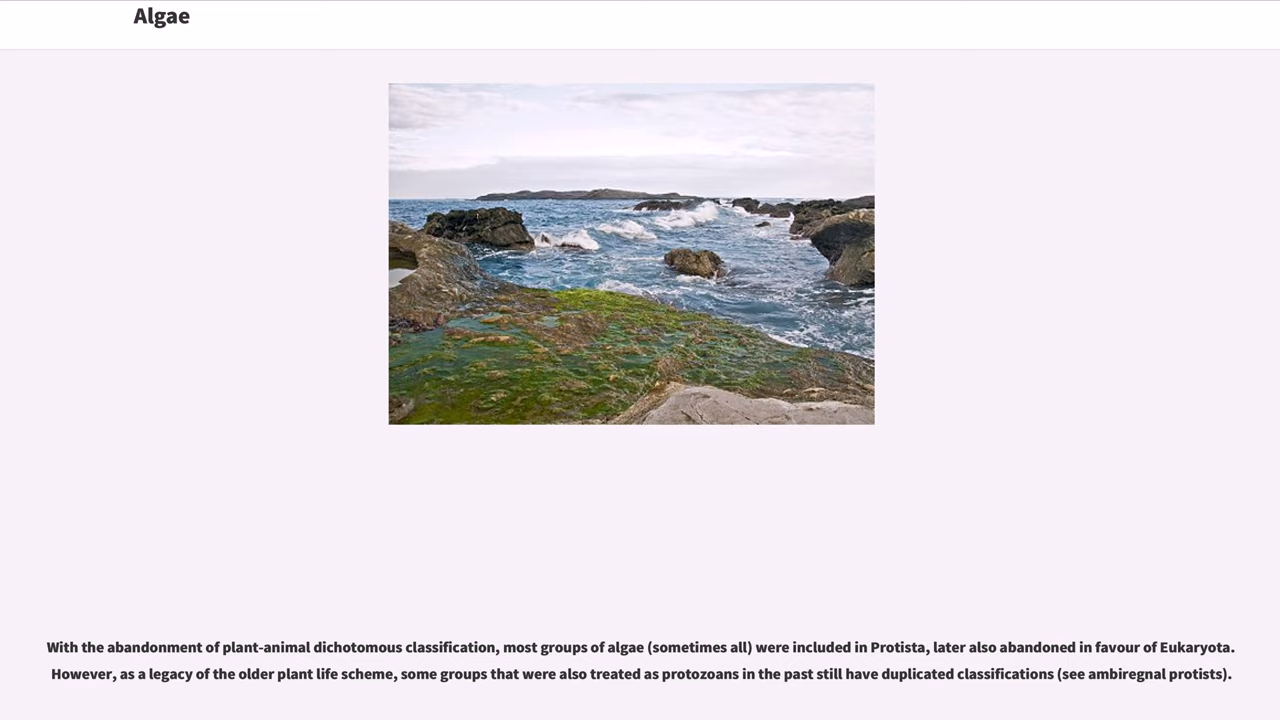 Algae
With the abandonment of plant-animal dichotomous classification, most groups of algae (sometimes all) were included in Protista, later also abandoned in favour of Eukaryota.
However, as a legacy of the older plant life scheme, some groups that were also treated as protozoans in the past still have duplicated classifications (see ambiregnal protists).